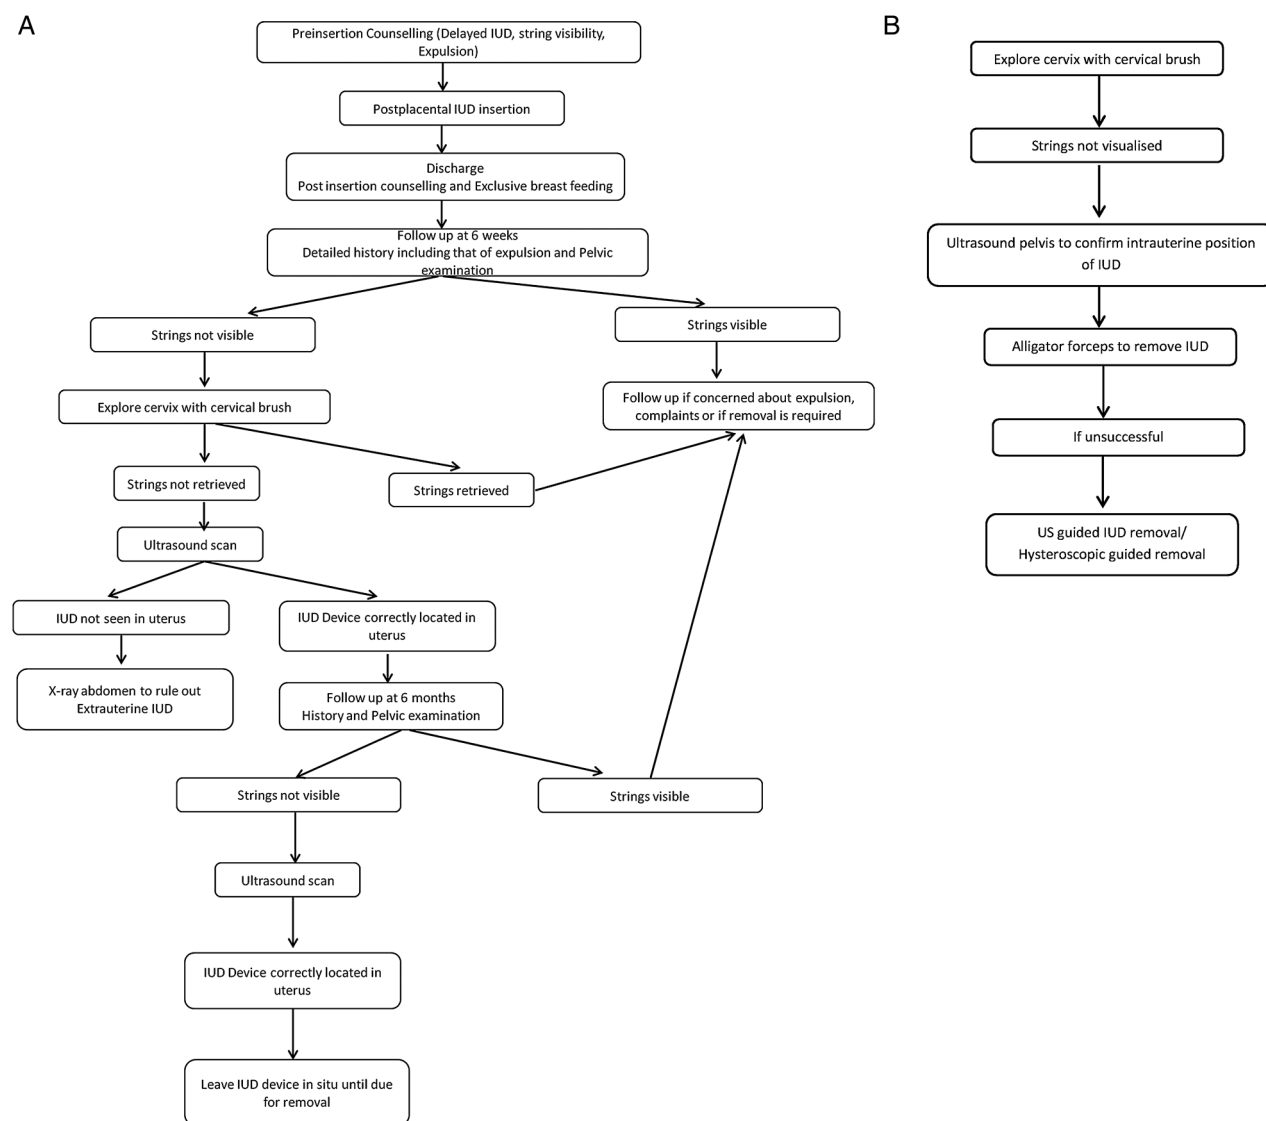 A
Preinsertion Counselling (Delayed IUD, string visibility,
Expulsion)
Postplacental IUD insertion
Discharge
Post insertion counselling and Exclusive breast feeding
Follow up at 6 weeks
Detailed history including that of expulsion and Pelvic
examination
Strings not visible
Strings visible
Explore cervix with cervical brush
Follow up if concerned about expulsion,
complaints or if removal is required
Strings not retrieved
Strings retrieved
Ultrasound scan
IUD not seen in uterus
IUD Device correctly located in
uterus
X-ray abdomen to rule out
Extrauterine IUD
Follow up at 6 months
History and Pelvic examination
Strings not visible
Strings visible
Ultrasound scan
IUD Device correctly located in
uterus
Leave IUD device in situ until due
for removal
B
Explore cervix with cervical brush
Strings not visualised
Ultrasound pelvis to confirm intrauterine position
of IUD
Alligator forceps to remove IUD
If unsuccessful
US guided IUD removal/
Hysteroscopic guided removal